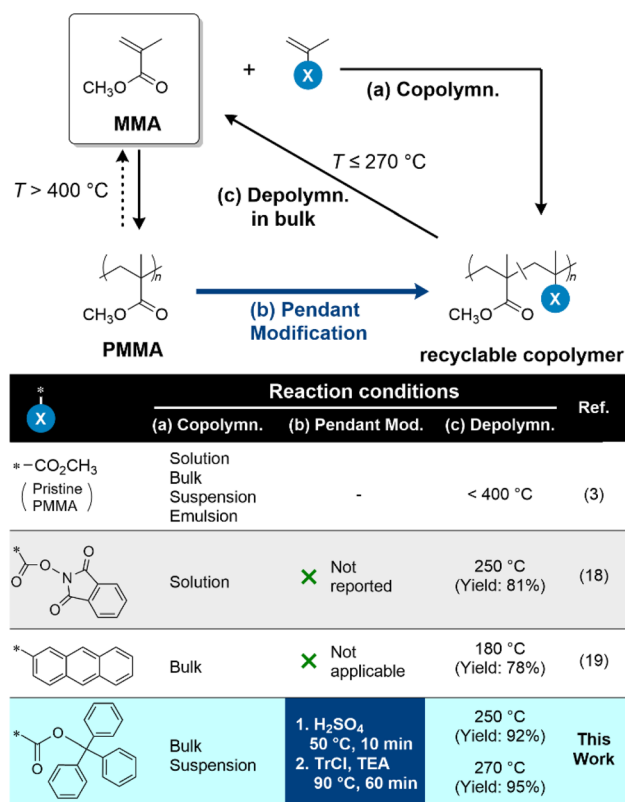 +
X
(a) Copolymn.
CH3O
O
MMA
T > 400 °C
T ≤ 270 °C
(c) Depolymn.
in bulk
n
CH3O
O
PMMA
(b) Pendant
Modification
n
CH3O
O
X
recyclable copolymer
*
X
Reaction conditions
Ref.
(a) Copolymn.
(b) Pendant Mod.
(c) Depolymn.
*–CO2CH3
(Pristine
PMMA)
Solution
Bulk
Suspension
Emulsion
-
< 400 °C
(3)
*
O
O
N
O
O
Solution
× Not
reported
250 °C
(Yield: 81%)
(18)
*
Bulk
× Not
applicable
180 °C
(Yield: 78%)
(19)
*
O
O
Bulk
Suspension
1. H2SO4
50 °C, 10 min
2. TrCl, TEA
90 °C, 60 min
250 °C
(Yield: 92%)
270 °C
(Yield: 95%)
This
Work